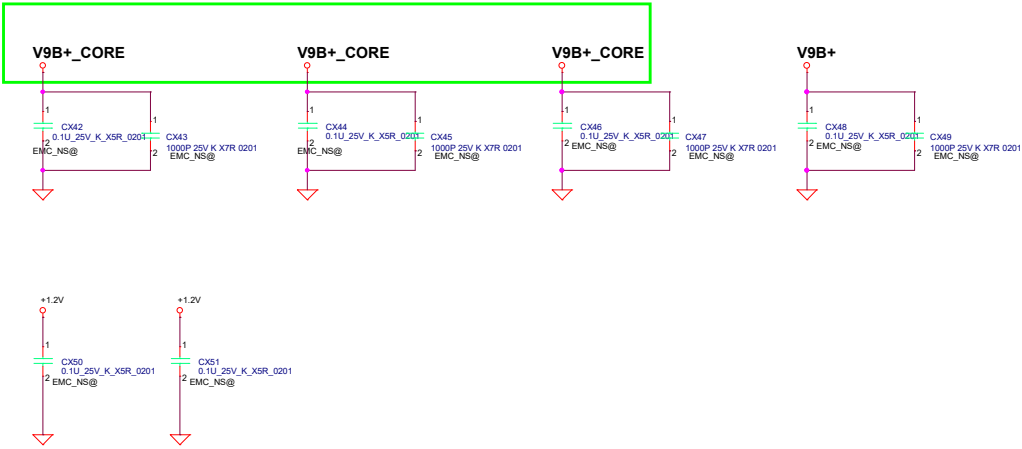 V9B+_CORE
V9B+_CORE
V9B+_CORE
V9B+
1
1
CX42
0.1U_25V_K_X5R_0201
CX43
1000P 25V K X7R 0201
2
EMC_NS@
2
EMC_NS@
1
1
CX44
0.1U_25V_K_X5R_0201
CX45
1000P 25V K X7R 0201
2
EMC_NS@
2
EMC_NS@
1
1
CX46
0.1U_25V_K_X5R_0201
CX47
1000P 25V K X7R 0201
2
EMC_NS@
2
EMC_NS@
1
1
CX48
0.1U_25V_K_X5R_0201
CX49
1000P 25V K X7R 0201
2
EMC_NS@
2
EMC_NS@
+1.2V
1
CX50
0.1U_25V_K_X5R_0201
2
EMC_NS@
+1.2V
1
CX51
0.1U_25V_K_X5R_0201
2
EMC_NS@